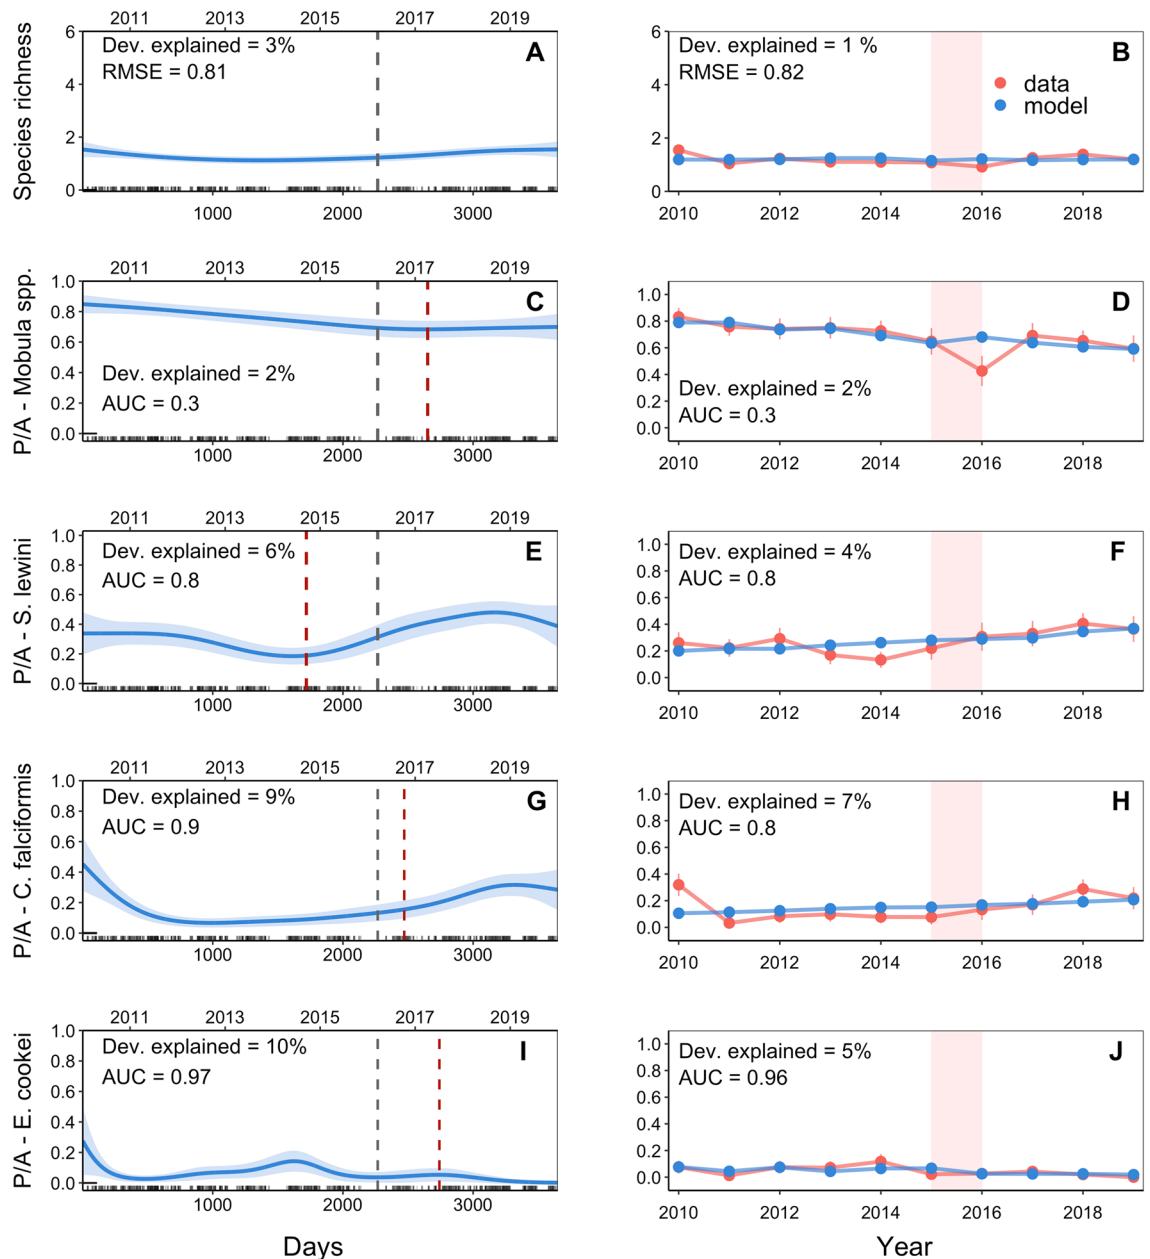 2011 2013 2015 2017 2019
Species richness
6
4
2
0
Dev. explained = 3%
RMSE = 0.81
A
1000 2000 3000
6
4
2
0
Dev. explained = 1 %
RMSE = 0.82
B
data
model
2010 2012 2014 2016 2018
2011 2013 2015 2017 2019
P/A - Mobula spp.
1.0
0.8
0.6
0.4
0.2
0.0
C
Dev. explained = 2%
AUC = 0.3
1000 2000 3000
1.0
0.8
0.6
0.4
0.2
0.0
D
Dev. explained = 2%
AUC = 0.3
2010 2012 2014 2016 2018
2011 2013 2015 2017 2019
P/A - S. lewini
1.0
0.8
0.6
0.4
0.2
0.0
Dev. explained = 6%
AUC = 0.8
E
1000 2000 3000
1.0
0.8
0.6
0.4
0.2
0.0
Dev. explained = 4%
AUC = 0.8
F
2010 2012 2014 2016 2018
2011 2013 2015 2017 2019
P/A - C. falciformis
1.0
0.8
0.6
0.4
0.2
0.0
Dev. explained = 9%
AUC = 0.9
G
1000 2000 3000
1.0
0.8
0.6
0.4
0.2
0.0
Dev. explained = 7%
AUC = 0.8
H
2010 2012 2014 2016 2018
2011 2013 2015 2017 2019
P/A - E. cookei
1.0
0.8
0.6
0.4
0.2
0.0
Dev. explained = 10%
AUC = 0.97
I
1000 2000 3000
Days
1.0
0.8
0.6
0.4
0.2
0.0
Dev. explained = 5%
AUC = 0.96
J
2010 2012 2014 2016 2018
Year